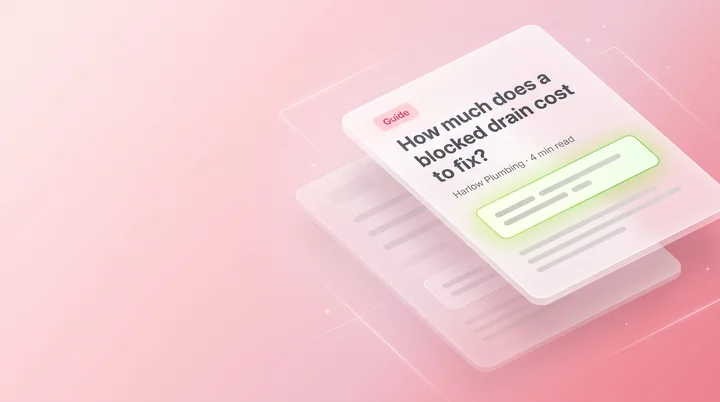 Guide
How much does a
blocked drain cost
to fix?
Harlow Plumbing · 4 min read